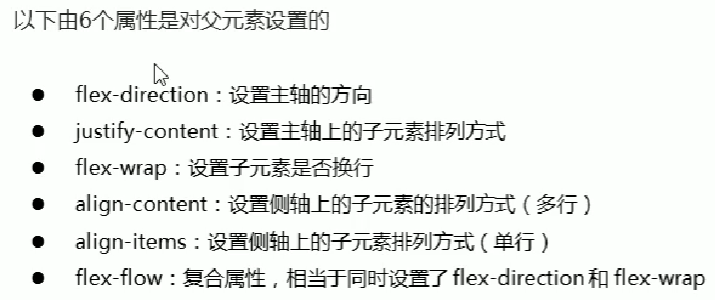 以下由6个属性是对父元素设置的
● flex-direction：设置主轴的方向
● justify-content：设置主轴上的子元素排列方式
● flex-wrap：设置子元素是否换行
● align-content：设置侧轴上的子元素的排列方式（多行）
● align-items：设置侧轴上的子元素排列方式（单行）
● flex-flow：复合属性，相当于同时设置了 flex-direction 和 flex-wrap